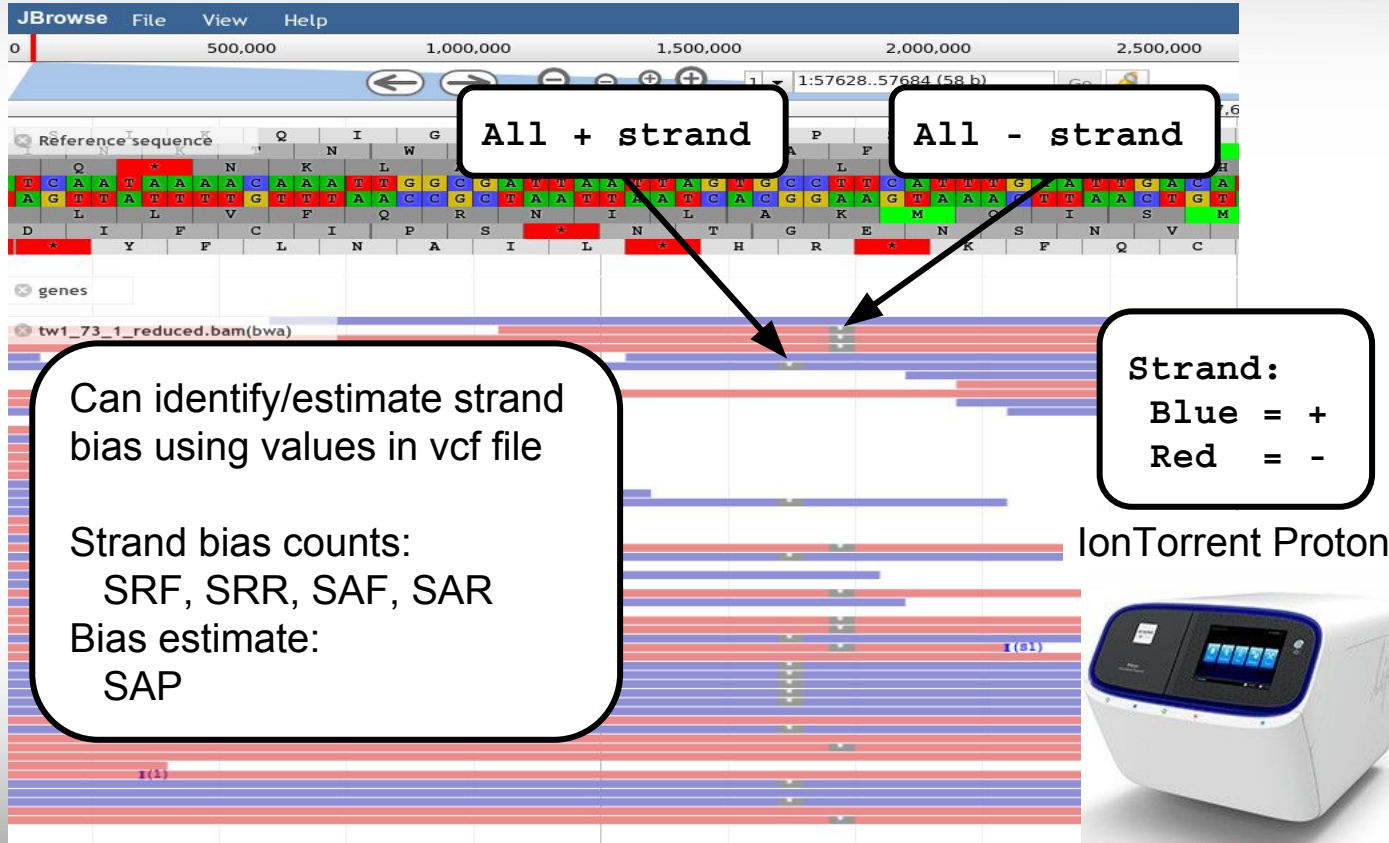 JBrowse File View Help
0 500,000 1,000,000 1,500,000 2,000,000 2,500,000
1 1:57628..57684 (58 b) Go
All + strand
All - strand
Reference sequence
T C A A T A A A A C A A A T T G G C G A T T A A T T A G T G C C T T C A T T T G A A T T G A C A
A G T T A T T T T G T T T A A C C G C T A A T T A A T C A C G G A A G T A A A C T T A A C T G T
L L V F Q R N I L A K M Q I S M
D I F C I P S * N T G E N S N V
* Y F L N A I L * H R * K F Q C
genes
tw1_73_1_reduced.bam(bwa)
Can identify/estimate strand
bias using values in vcf file
Strand bias counts:
SRF, SRR, SAF, SAR
Bias estimate:
SAP
Strand:
Blue = +
Red = -
IonTorrent Proton
I(s1)
I(1)